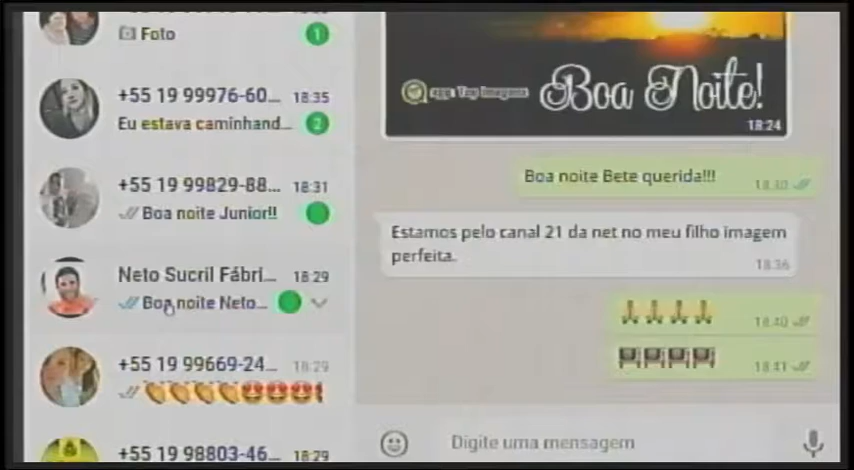 Foto
1
+55 19 99976-60... 18:35
Eu estava caminhand... 2
+55 19 99829-88... 18:31
Boa noite Junior!!
Neto Sucril Fábri... 18:29
Boa noite Neto...
+55 19 99669-24... 18:29
+55 19 98803-46... 18:29
Boa Noite!
18:24
Boa noite Bete querida!!! 18:30
Estamos pelo canal 21 da net no meu filho imagem
perfeita. 18:36
18:40
18:41
Digite uma mensagem